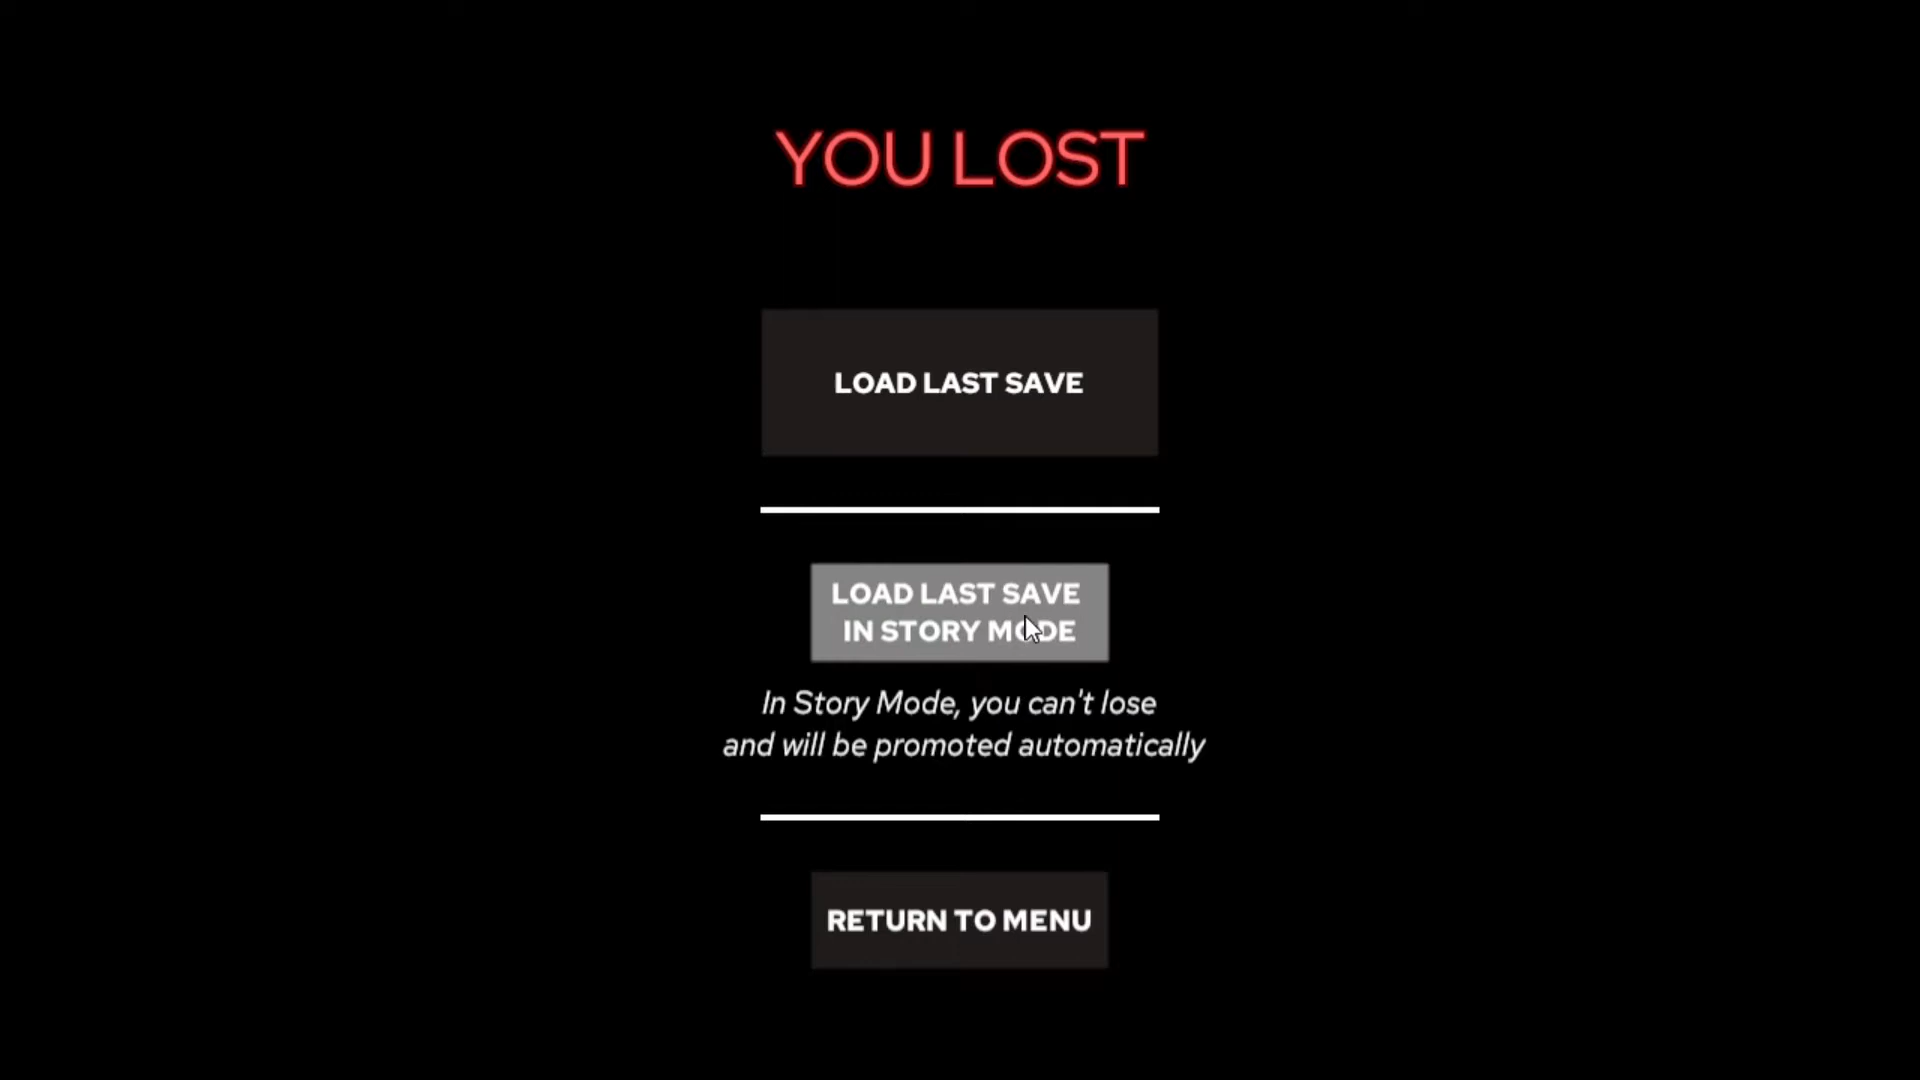 YOU LOST
LOAD LAST SAVE
LOAD LAST SAVE
IN STORY MODE
In Story Mode, you can't lose
and will be promoted automatically
RETURN TO MENU